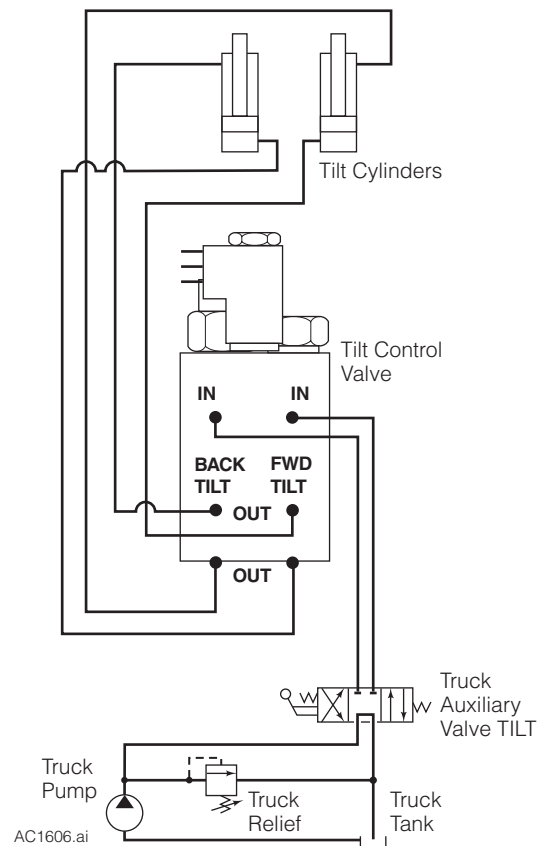 Tilt Cylinders
Tilt Control
Valve
IN IN
BACK FWD
TILT TILT
OUT
OUT
Truck
Auxiliary
Valve TILT
Truck
Pump
Truck
Relief
Truck
Tank
AC1606.ai